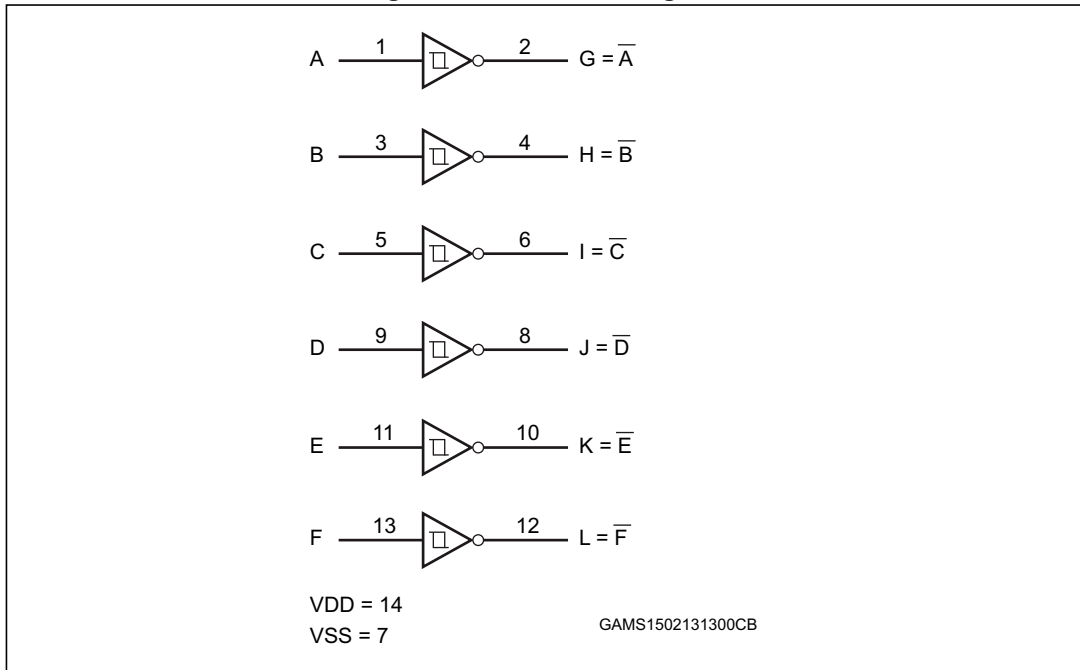 A 1 2 G = A̅
B 3 4 H = B̅
C 5 6 I = C̅
D 9 8 J = D̅
E 11 10 K = E̅
F 13 12 L = F̅
VDD = 14
VSS = 7
GAMS1502131300CB